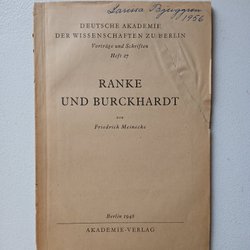 1956
DEUTSCHE AKADEMIE
DER WISSENSCHAFTEN ZU BERLIN
Vorträge und Schriften
Heft 27
RANKE
UND BURCKHARDT
von
Friedrich Meinecke
Berlin 1948
AKADEMIE-VERLAG